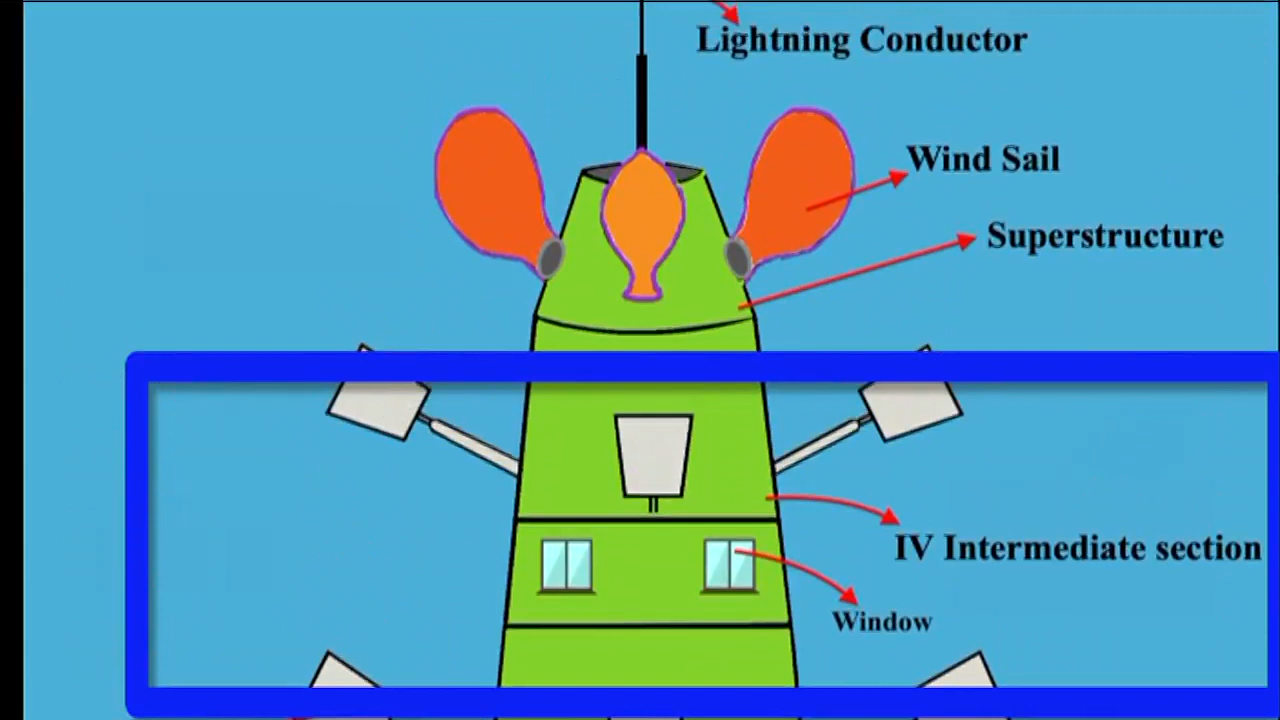 Lightning Conductor
Wind Sail
Superstructure
IV Intermediate section
Window